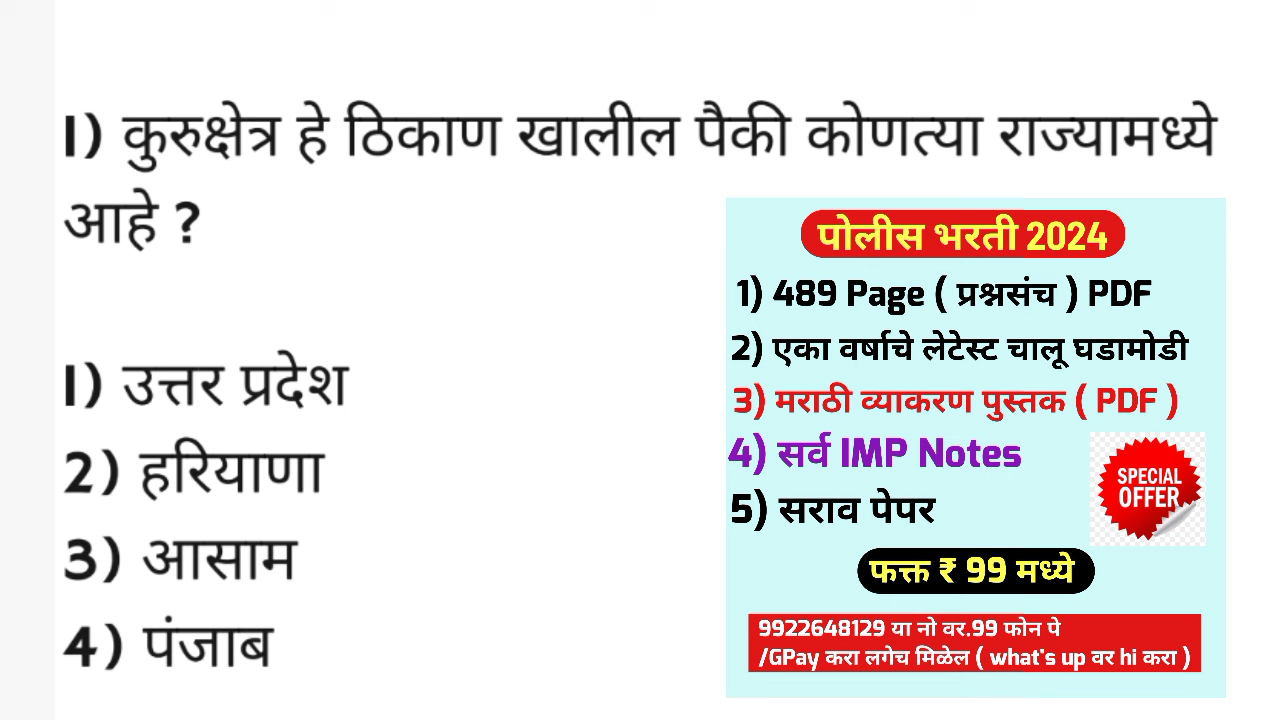 1) कुरुक्षेत्र हे ठिकाण खालील पैकी कोणत्या राज्यामध्ये
आहे ?
1) उत्तर प्रदेश
2) हरियाणा
3) आसाम
4) पंजाब
पोलीस भरती 2024
1) 489 Page ( प्रश्नसंच ) PDF
2) एका वर्षाचे लेटेस्ट चालू घडामोडी
3) मराठी व्याकरण पुस्तक ( PDF )
4) सर्व IMP Notes
5) सराव पेपर
SPECIAL
OFFER
फक्त ₹ 99 मध्ये
9922648129 या नो वर.99 फोन पे
/GPay करा लगेच मिळेल ( what's up वर hi करा )